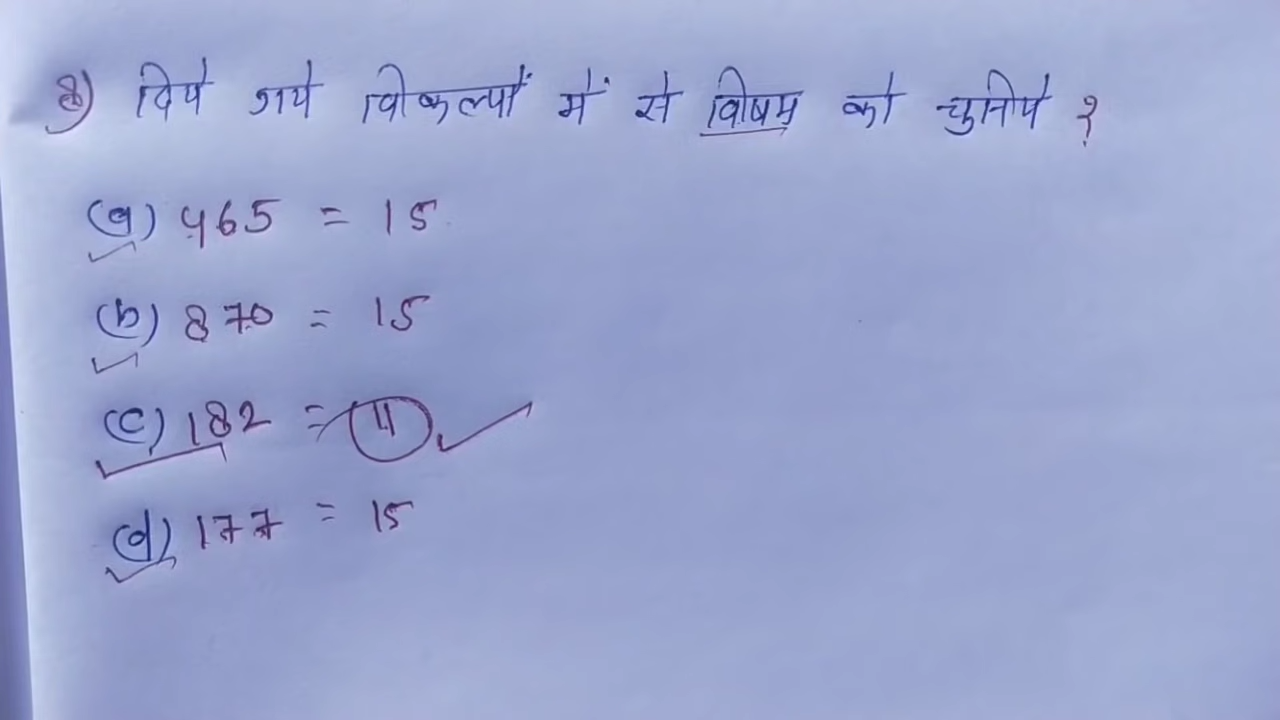 8) दिये गये विकल्पों में से विषम को चुनिये ?
(a) 465 = 15
(b) 870 = 15
(c) 182 = 11
(d) 177 = 15